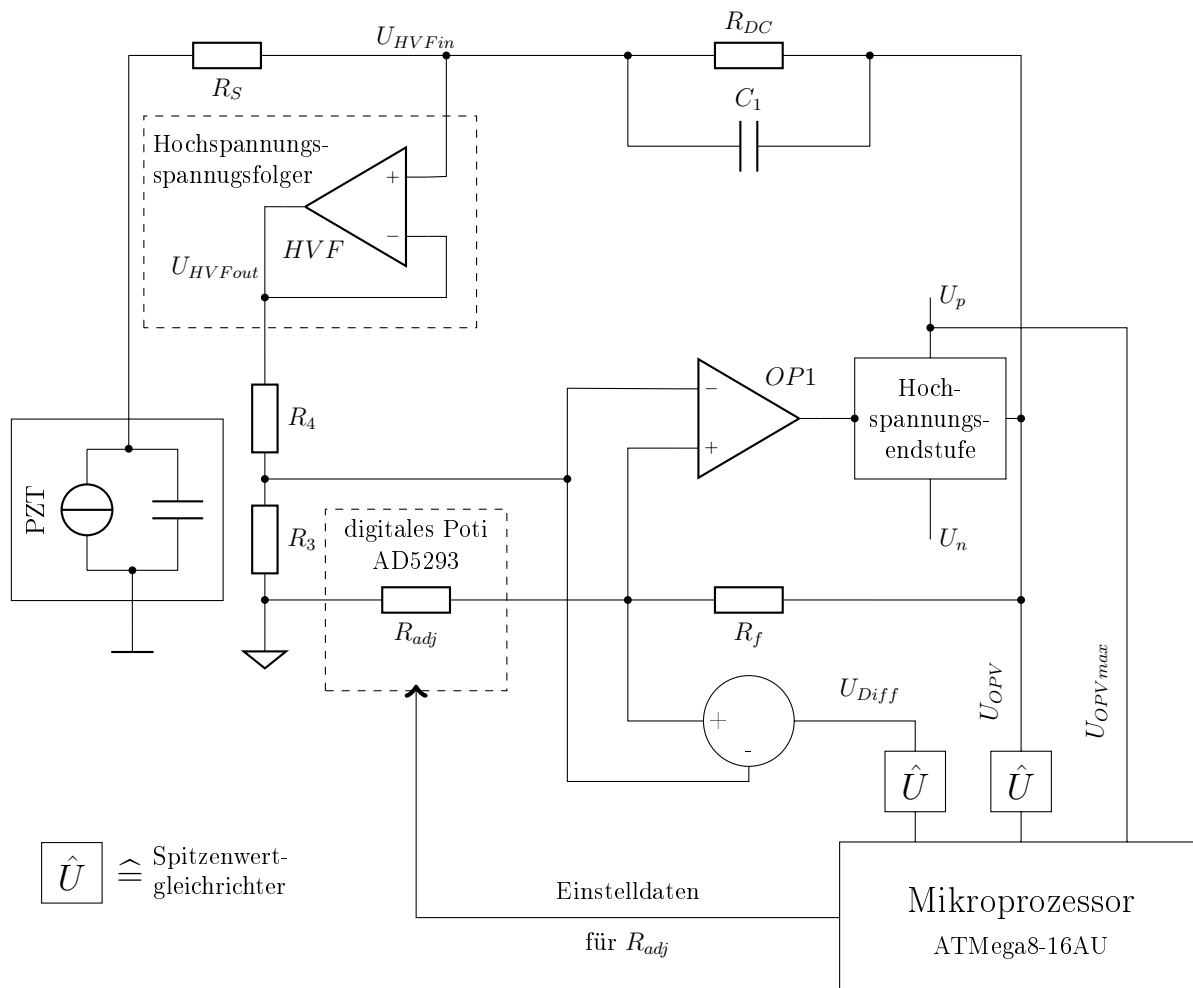 R_DC
U_HVFin
R_S
C_1
Hochspannungs-
spannugsfolger
+
−
HVF
U_HVFout
U_p
OP1
−
+
Hoch-
spannungs-
endstufe
R_4
PZT
R_3
digitales Poti
AD5293
U_n
R_adj
R_f
U_Diff
U_OPV
U_OPVmax
+
-
Û
Û
Û
≙
Spitzenwert-
gleichrichter
Einstelldaten
für R_adj
Mikroprozessor
ATMega8-16AU